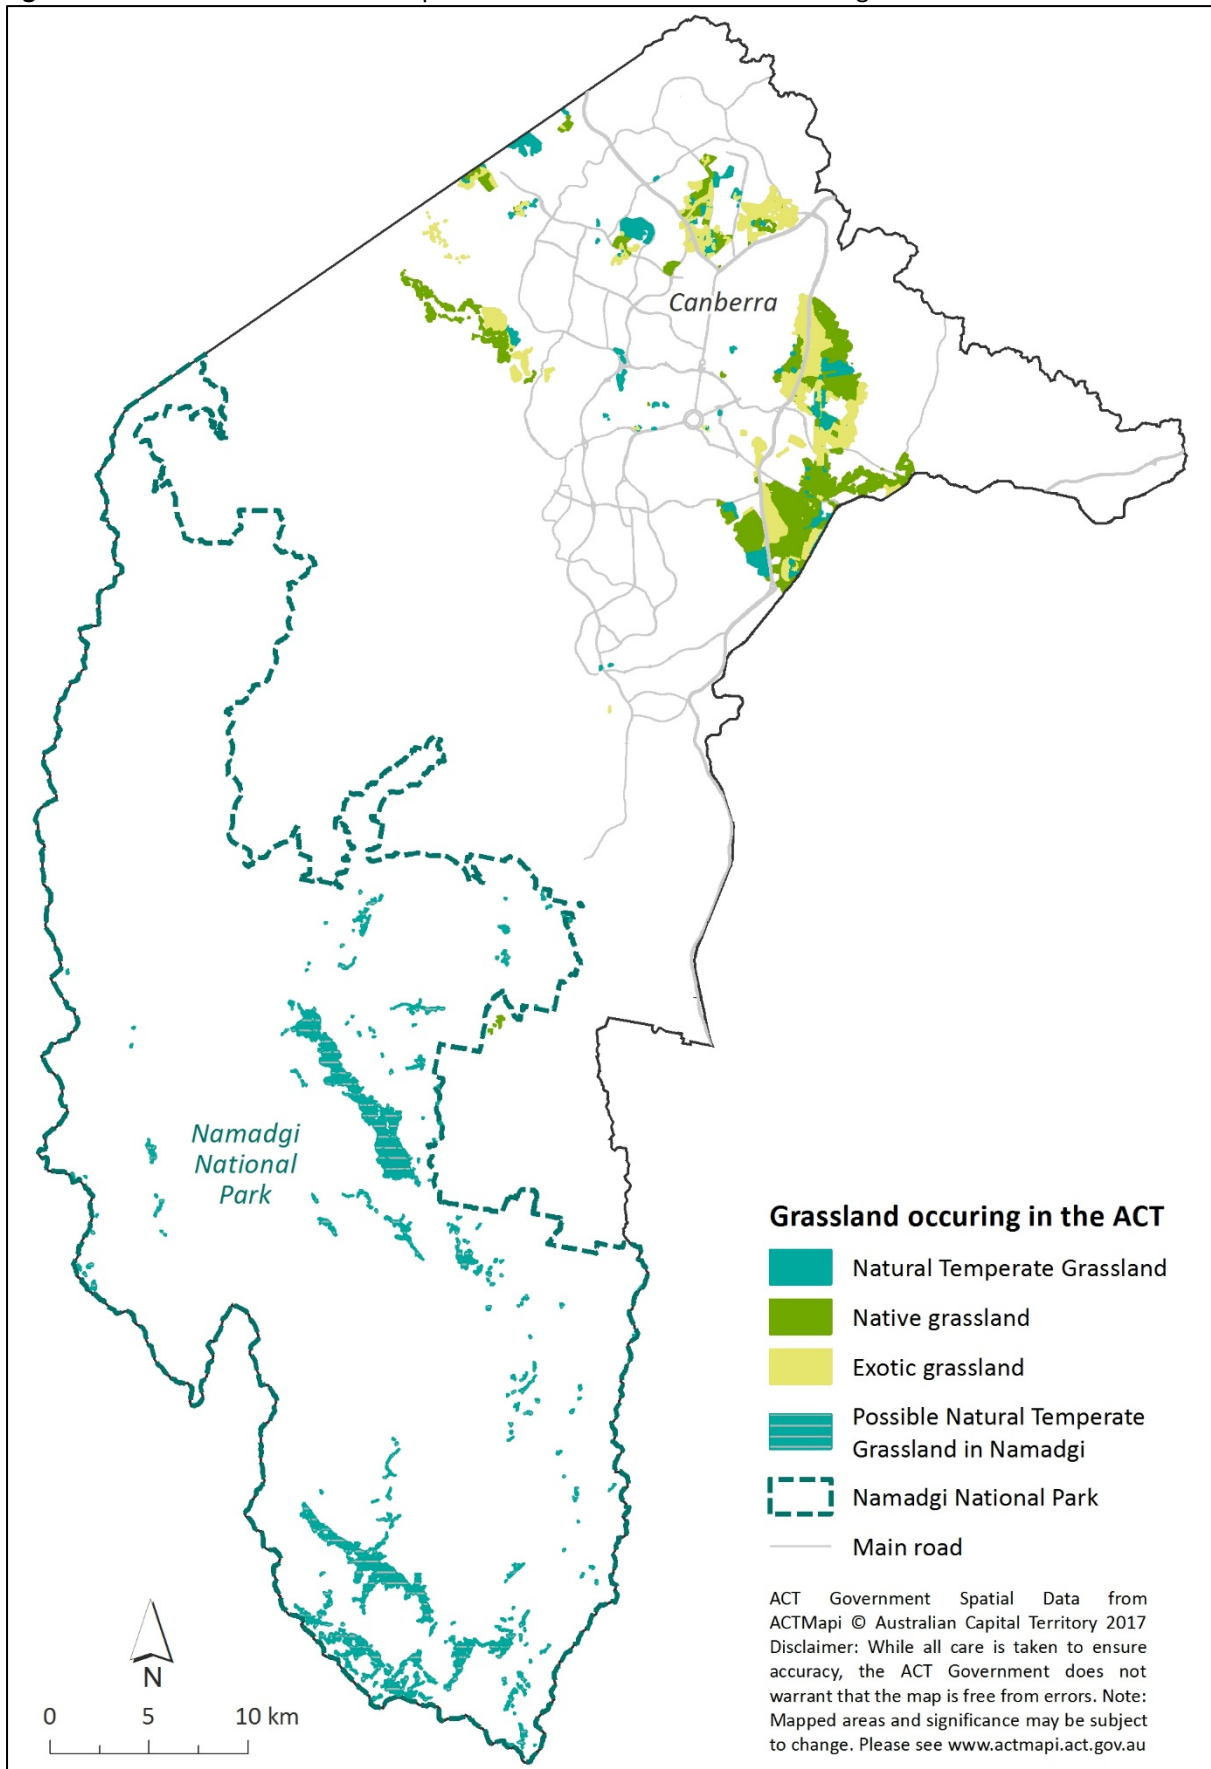 Canberra
Namadgi
National
Park
Grassland occuring in the ACT
Natural Temperate Grassland
Native grassland
Exotic grassland
Possible Natural Temperate
Grassland in Namadgi
Namadgi National Park
Main road
ACT Government Spatial Data from
ACTMapi © Australian Capital Territory 2017
Disclaimer: While all care is taken to ensure
accuracy, the ACT Government does not
warrant that the map is free from errors. Note:
Mapped areas and significance may be subject
to change. Please see www.actmapi.act.gov.au
N
0 5 10 km